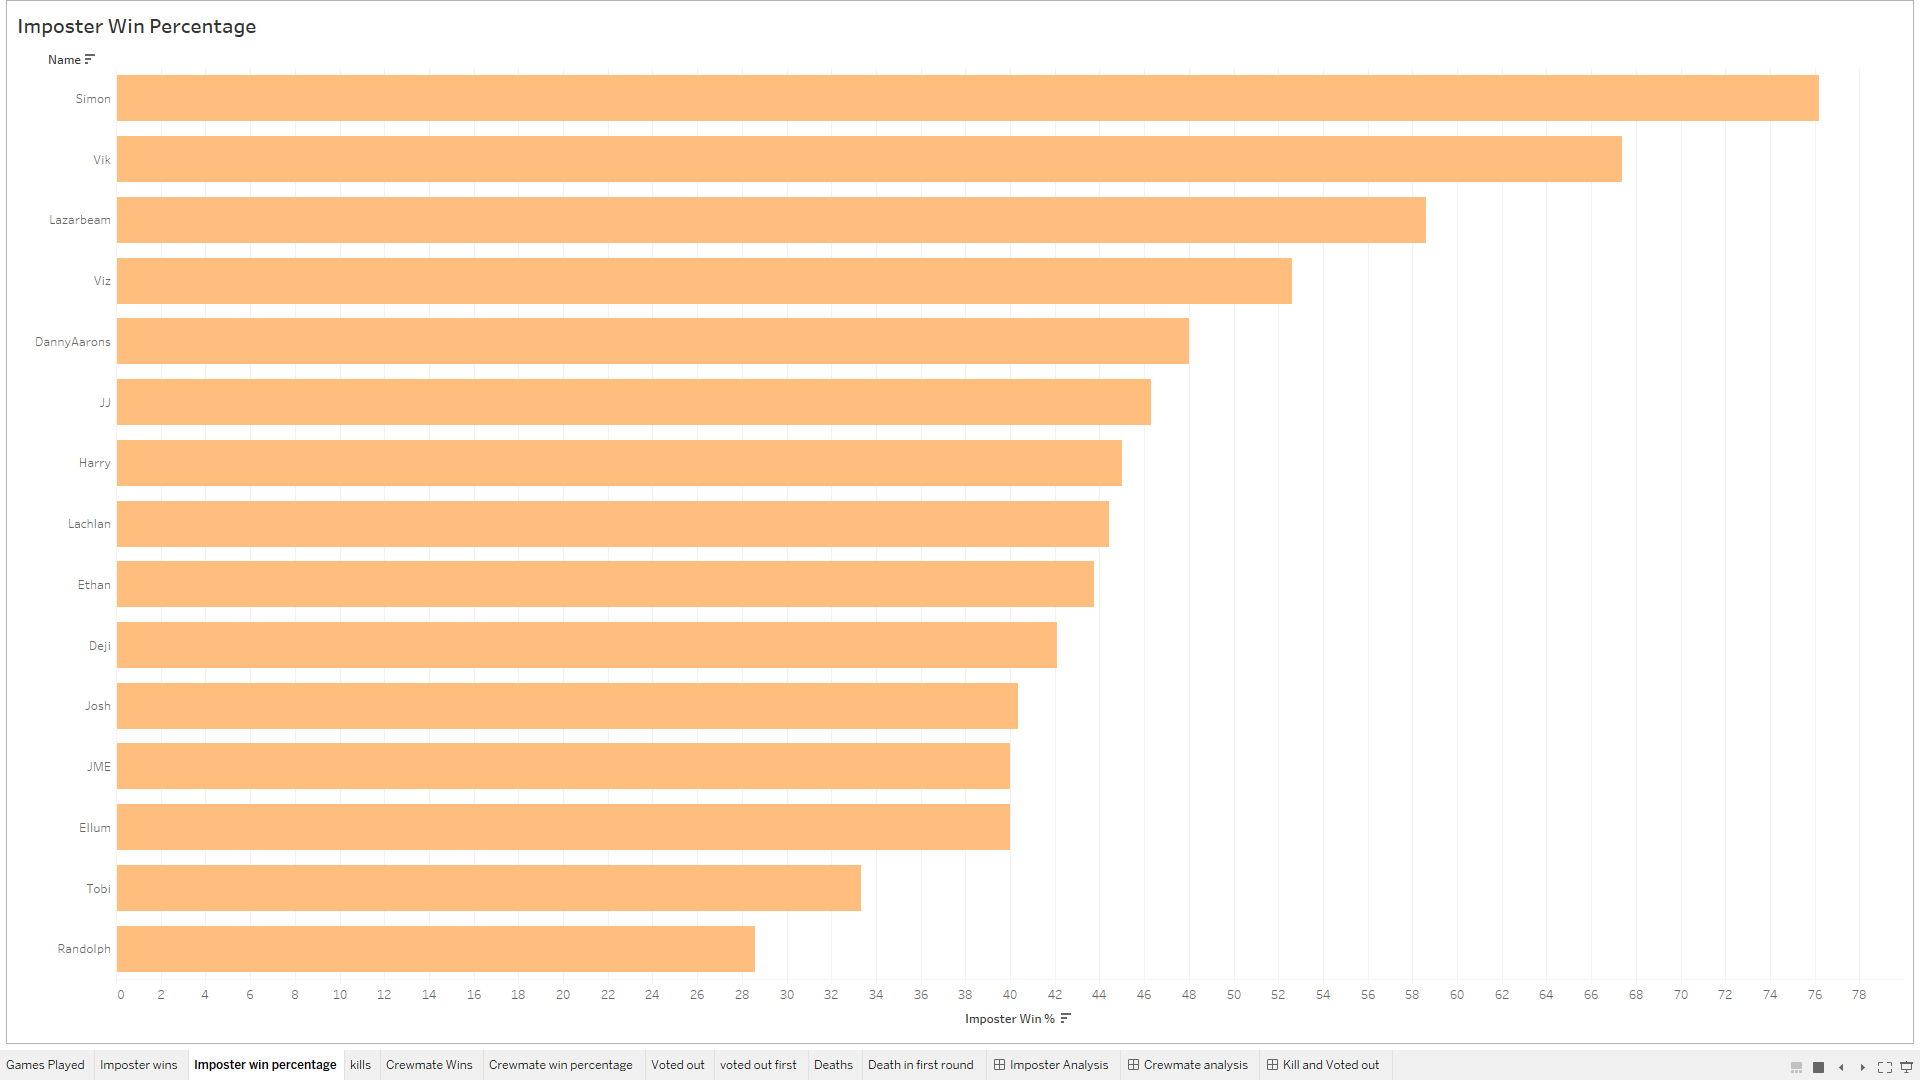 Imposter Win Percentage
Name
Simon
Vik
Lazarbeam
Viz
DannyAarons
JJ
Harry
Lachlan
Ethan
Deji
Josh
JME
Ellum
Tobi
Randolph
0 2 4 6 8 10 12 14 16 18 20 22 24 26 28 30 32 34 36 38 40 42 44 46 48 50 52 54 56 58 60 62 64 66 68 70 72 74 76 78
Imposter Win %
Games Played Imposter wins Imposter win percentage kills Crewmate Wins Crewmate win percentage Voted out voted out first Deaths Death in first round Imposter Analysis Crewmate analysis Kill and Voted out